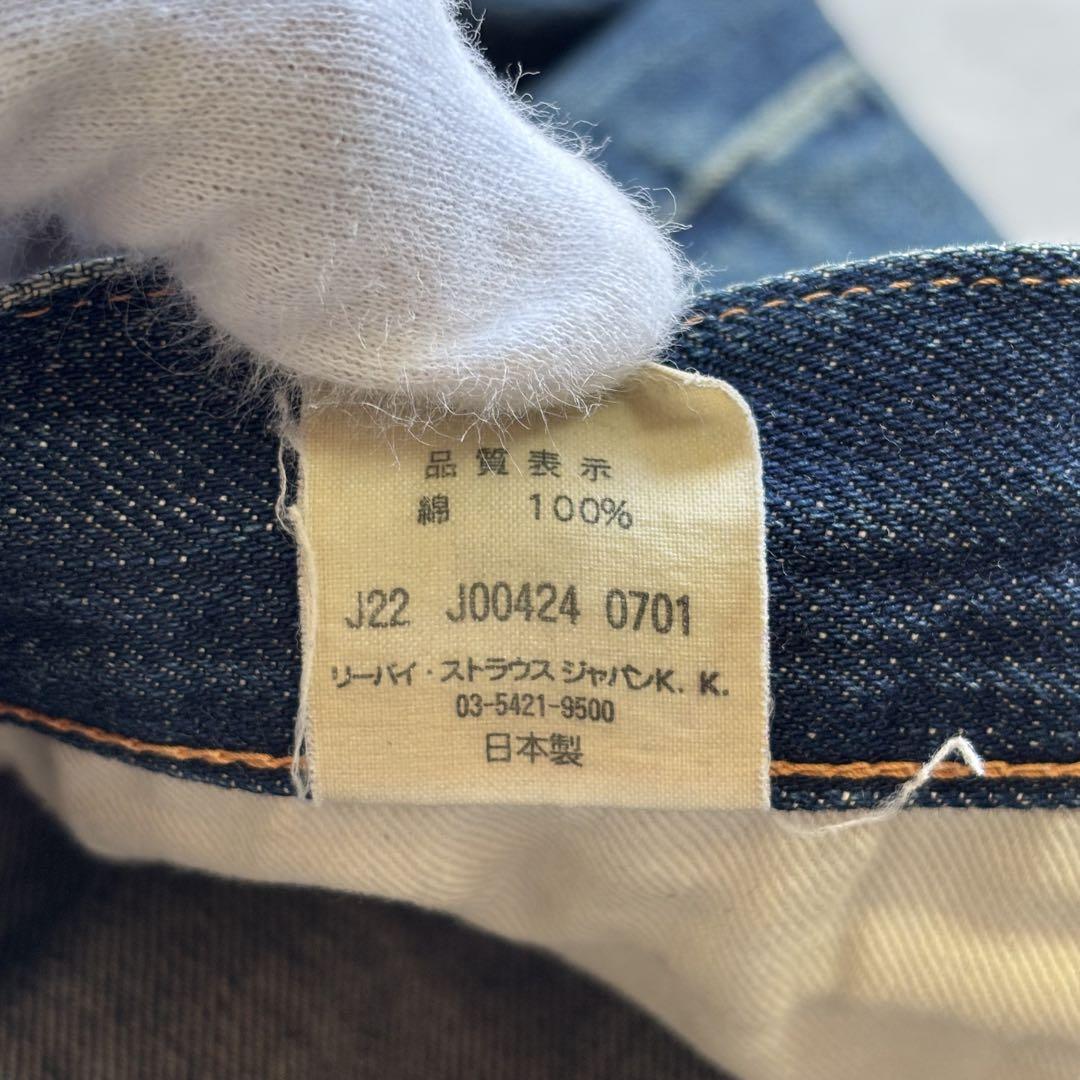 品質表示
綿 100%
J22 J00424 0701
リーバイ・ストラウス ジャパンK. K.
03-5421-9500
日本製